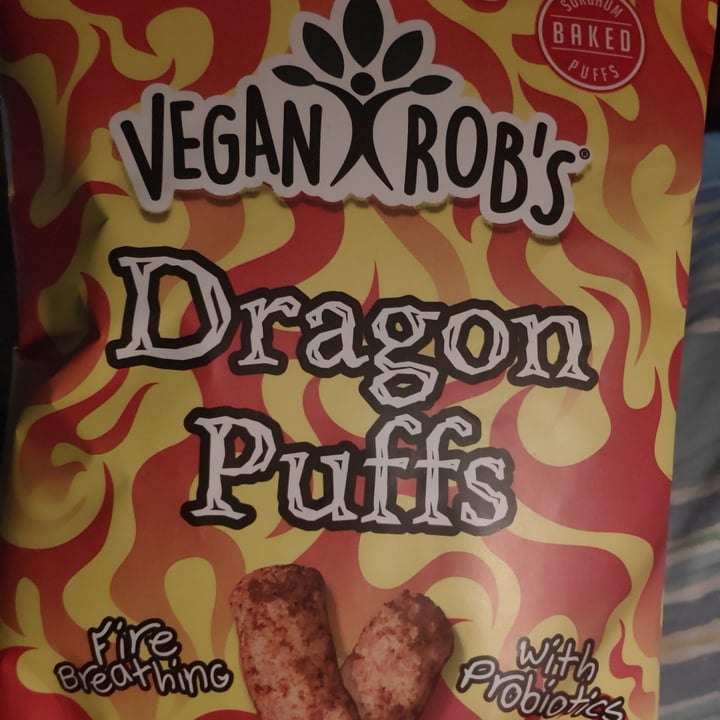 SORGHUM
BAKED
PUFFS
VEGAN ROB'S®
Dragon
Puffs
Fire
Breathing
with
Probiotics